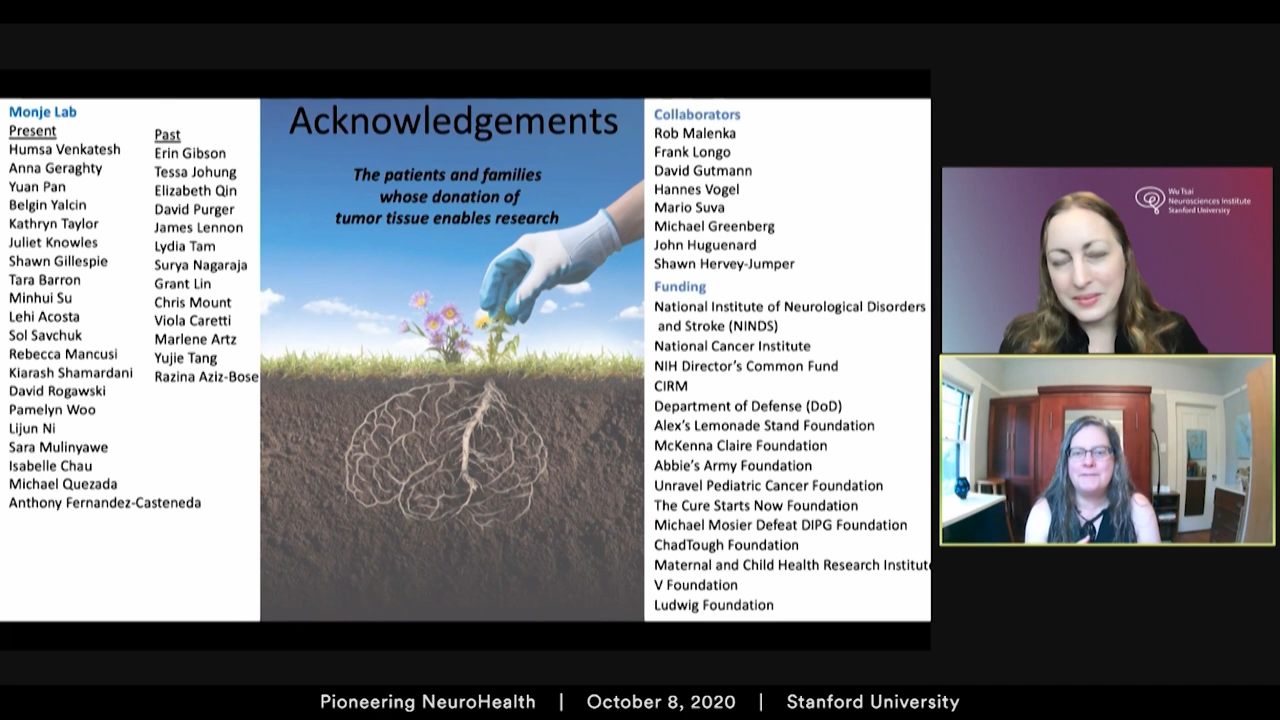 Monje Lab
Present
Humsa Venkatesh
Anna Geraghty
Yuan Pan
Belgin Yalcin
Kathryn Taylor
Juliet Knowles
Shawn Gillespie
Tara Barron
Minhui Su
Lehi Acosta
Sol Savchuk
Rebecca Mancusi
Kiarash Shamardani
David Rogawski
Pamelyn Woo
Lijun Ni
Sara Mulinyawe
Isabelle Chau
Michael Quezada
Anthony Fernandez-Casteneda
Past
Erin Gibson
Tessa Johung
Elizabeth Qin
David Purger
James Lennon
Lydia Tam
Surya Nagaraja
Grant Lin
Chris Mount
Viola Caretti
Marlene Artz
Yujie Tang
Razina Aziz-Bose
Acknowledgements
The patients and families
whose donation of
tumor tissue enables research
Collaborators
Rob Malenka
Frank Longo
David Gutmann
Hannes Vogel
Mario Suva
Michael Greenberg
John Huguenard
Shawn Hervey-Jumper
Funding
National Institute of Neurological Disorders
and Stroke (NINDS)
National Cancer Institute
NIH Director's Common Fund
CIRM
Department of Defense (DoD)
Alex's Lemonade Stand Foundation
McKenna Claire Foundation
Abbie's Army Foundation
Unravel Pediatric Cancer Foundation
The Cure Starts Now Foundation
Michael Mosier Defeat DIPG Foundation
ChadTough Foundation
Maternal and Child Health Research Institute
V Foundation
Ludwig Foundation
Wu Tsai
Neurosciences Institute
Stanford University
Pioneering NeuroHealth | October 8, 2020 | Stanford University